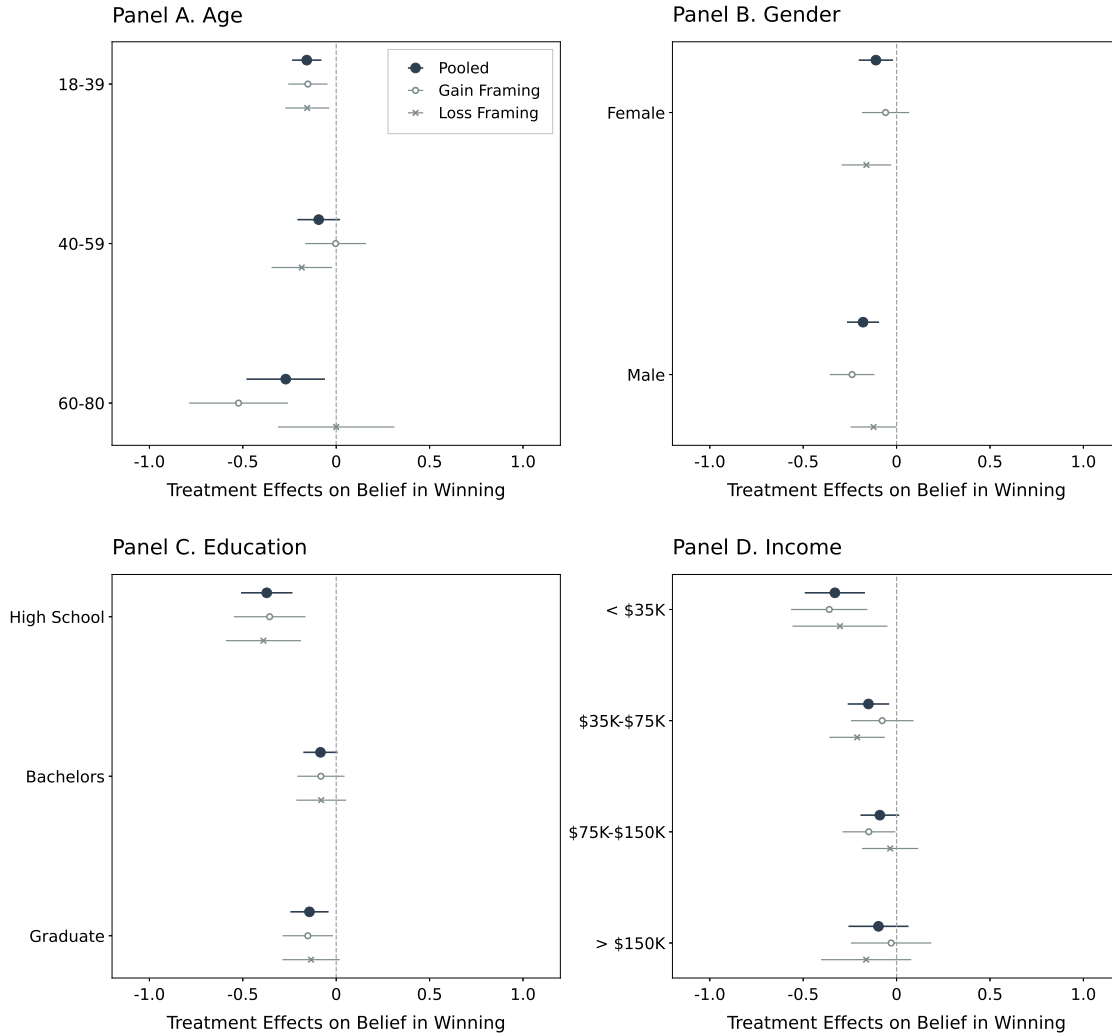 Panel A. Age
18-39
40-59
60-80
Pooled
Gain Framing
Loss Framing
-1.0 -0.5 0 0.5 1.0
Treatment Effects on Belief in Winning
Panel B. Gender
Female
Male
-1.0 -0.5 0 0.5 1.0
Treatment Effects on Belief in Winning
Panel C. Education
High School
Bachelors
Graduate
-1.0 -0.5 0 0.5 1.0
Treatment Effects on Belief in Winning
Panel D. Income
< $35K
$35K-$75K
$75K-$150K
> $150K
-1.0 -0.5 0 0.5 1.0
Treatment Effects on Belief in Winning